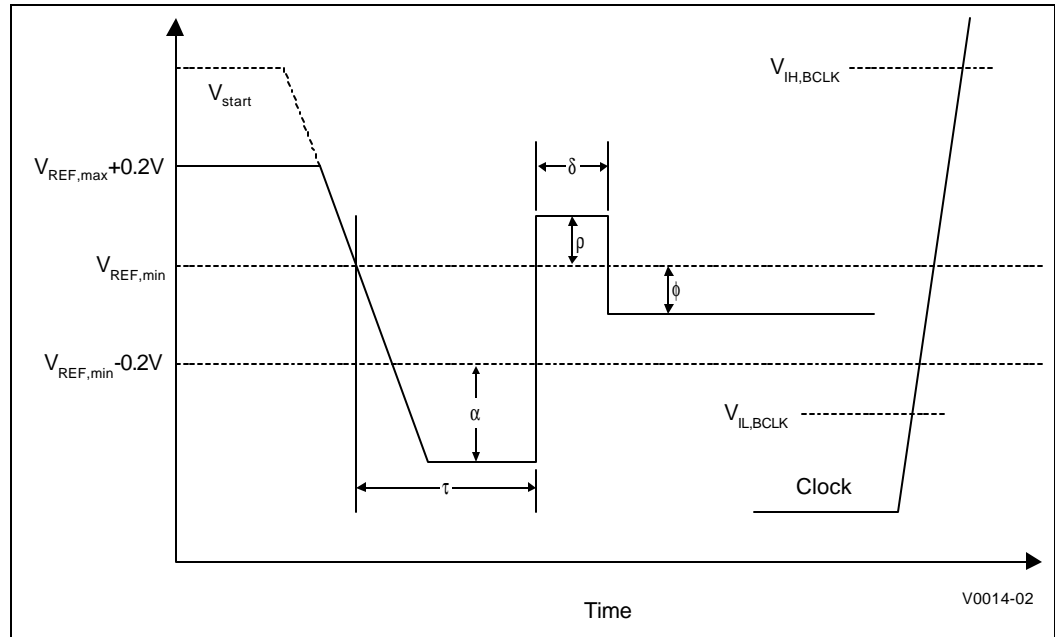 V_IH,BCLK
V_start
V_REF,max+0.2V
δ
ρ
V_REF,min
ϕ
V_REF,min-0.2V
α
V_IL,BCLK
τ
Clock
Time
V0014-02